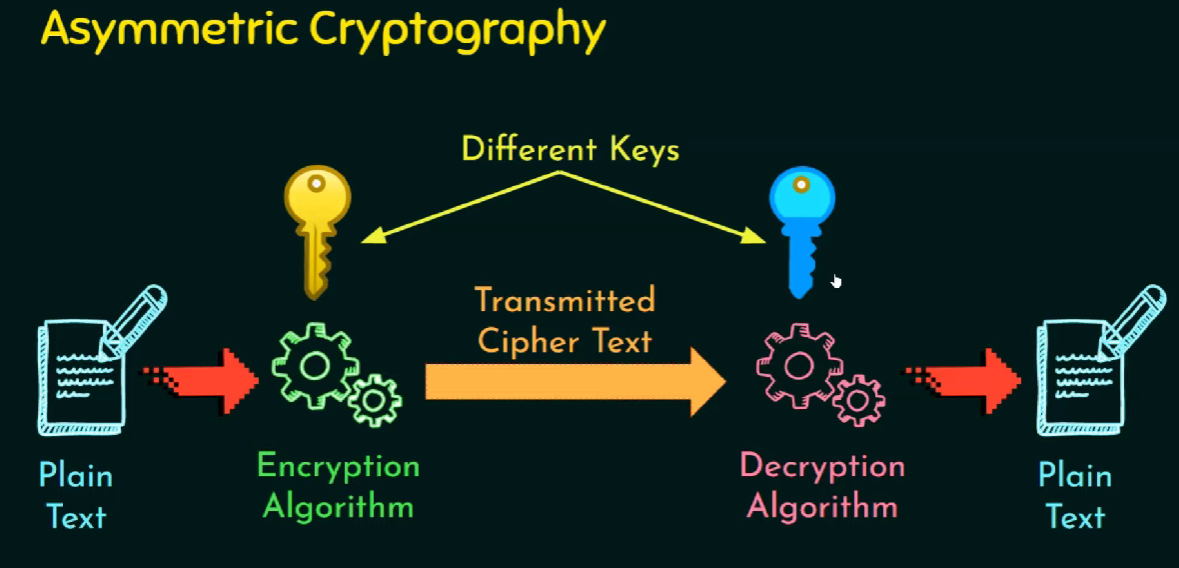 Asymmetric Cryptography
Different Keys
Transmitted
Cipher Text
Plain
Text
Encryption
Algorithm
Decryption
Algorithm
Plain
Text